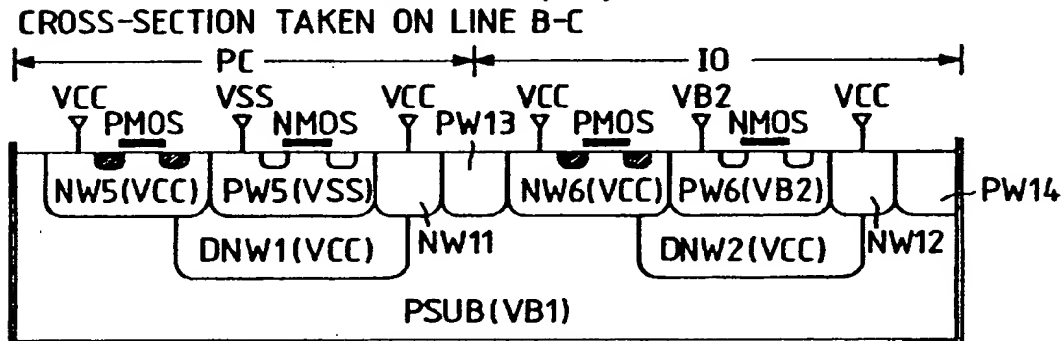 CROSS-SECTION TAKEN ON LINE B-C
PC IO
VCC VSS VCC VCC VB2 VCC
PMOS NMOS PW13 PMOS NMOS
NW5(VCC) PW5(VSS) NW6(VCC) PW6(VB2) PW14
DNW1(VCC) NW11 DNW2(VCC) NW12
PSUB(VB1)